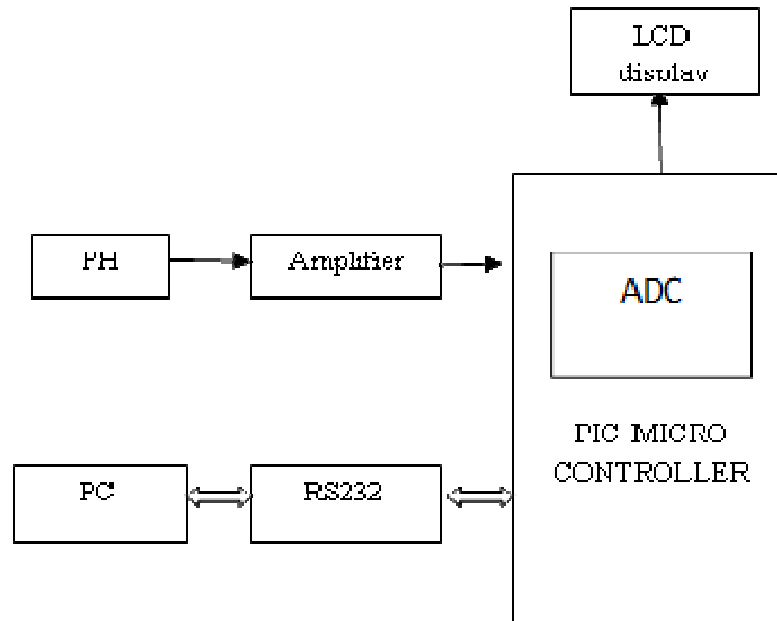 LCD
display
PH
Amplifier
ADC
PIC MICRO
CONTROLLER
PC
RS232